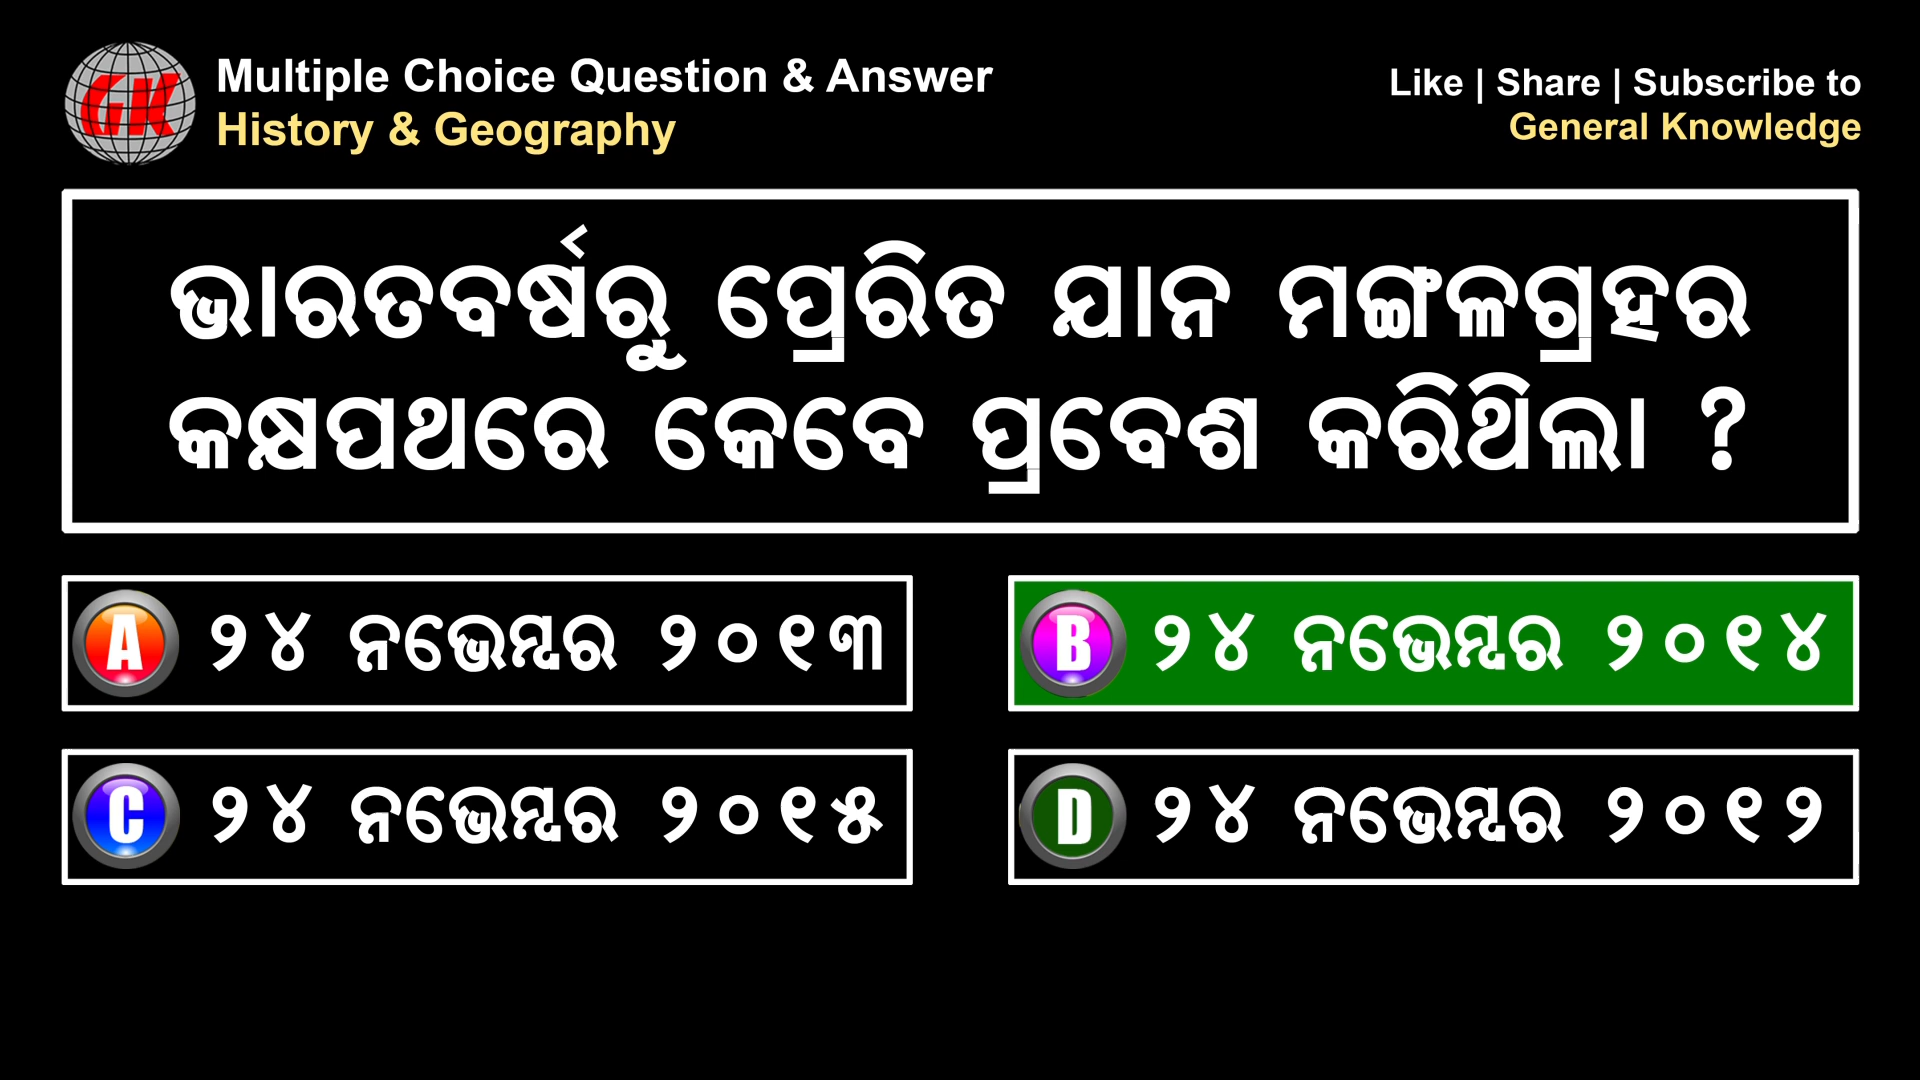 GK
Multiple Choice Question & Answer
History & Geography
Like | Share | Subscribe to
General Knowledge
ଭାରତବର୍ଷରୁ ପ୍ରେରିତ ଯାନ ମଙ୍ଗଳଗ୍ରହର
କକ୍ଷପଥରେ କେବେ ପ୍ରବେଶ କରିଥିଲା ?
A ୨୪ ନଭେମ୍ବର ୨୦୧୩
B ୨୪ ନଭେମ୍ବର ୨୦୧୪
C ୨୪ ନଭେମ୍ବର ୨୦୧୫
D ୨୪ ନଭେମ୍ବର ୨୦୧୨